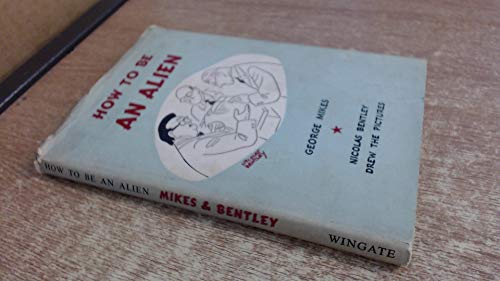 HOW TO BE
AN ALIEN
GEORGE MIKES
★
NICOLAS BENTLEY
DREW THE PICTURES
HOW TO BE AN ALIEN MIKES & BENTLEY WINGATE